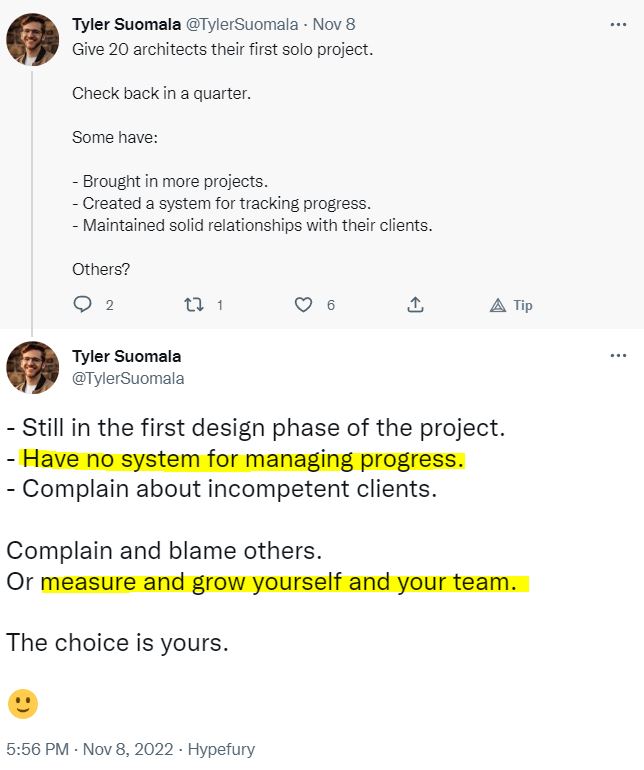 Tyler Suomala @TylerSuomala · Nov 8
Give 20 architects their first solo project.
Check back in a quarter.
Some have:
- Brought in more projects.
- Created a system for tracking progress.
- Maintained solid relationships with their clients.
Others?
2 1 6 Tip
Tyler Suomala
@TylerSuomala
- Still in the first design phase of the project.
- Have no system for managing progress.
- Complain about incompetent clients.
Complain and blame others.
Or measure and grow yourself and your team.
The choice is yours.
🙂
5:56 PM · Nov 8, 2022 · Hypefury